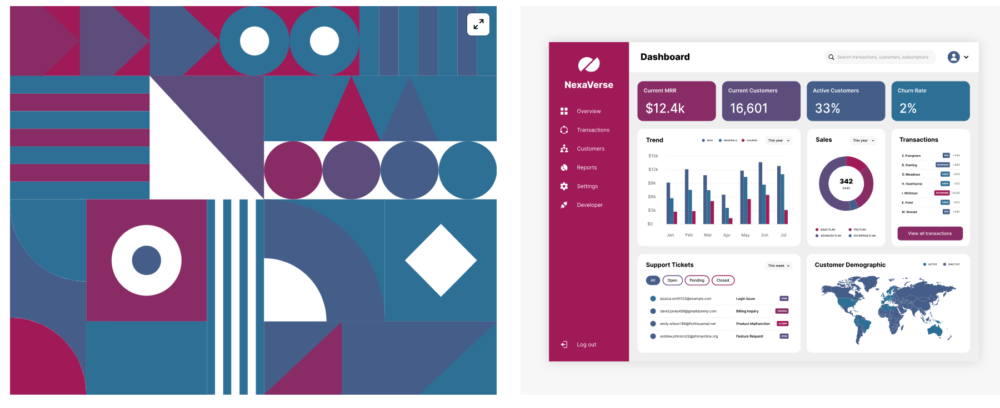 Dashboard
Search transactions, customers, subscriptions
NexaVerse
Overview
Transactions
Customers
Reports
Settings
Developer
Log out
Current MRR
$12.4k
Current Customers
16,601
Active Customers
33%
Churn Rate
2%
Trend
NEW
RENEWALS
CHURNS
This year
$15k
$12k
$9k
$6k
$3k
$0
Jan Feb Mar Apr May Jun Jul
Sales
This year
342
SALES
BASIC PLAN
PRO PLAN
ADVANCED PLAN
ENTERPRISE PLAN
Transactions
S. Evergreen PRO +$49
B. Sterling ADVANCED +$99
O. Meadows BASIC +$19
H. Hawthorne BASIC +$19
I. Whitman ENTERPRISE +$299
E. Frost BASIC +$19
M. Sinclair PRO +$49
View all transactions
Support Tickets
This week
All Open Pending Closed
jessica.smith123@example.com Login Issue OPEN
david.jones456@gmaildummy.com Billing Inquiry PENDING
emily.wilson789@fictitiousmail.net Product Malfunction CLOSED
andrew.johnson22@phonyinbox.org Feature Request OPEN
Customer Demographic
ACTIVE
INACTIVE